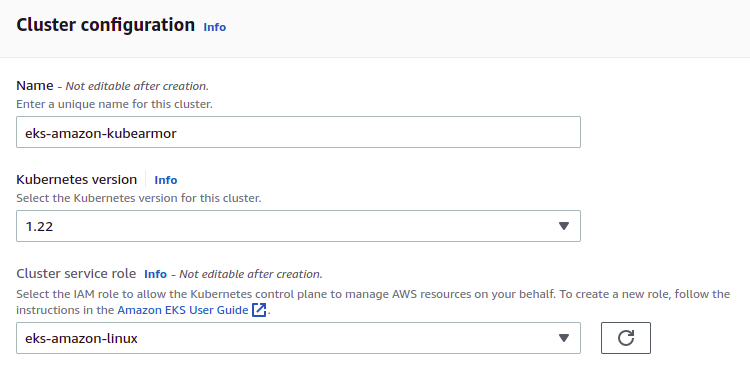 Cluster configuration Info
Name - Not editable after creation.
Enter a unique name for this cluster.
eks-amazon-kubearmor
Kubernetes version Info
Select the Kubernetes version for this cluster.
1.22
Cluster service role Info - Not editable after creation.
Select the IAM role to allow the Kubernetes control plane to manage AWS resources on your behalf. To create a new role, follow the
instructions in the Amazon EKS User Guide.
eks-amazon-linux